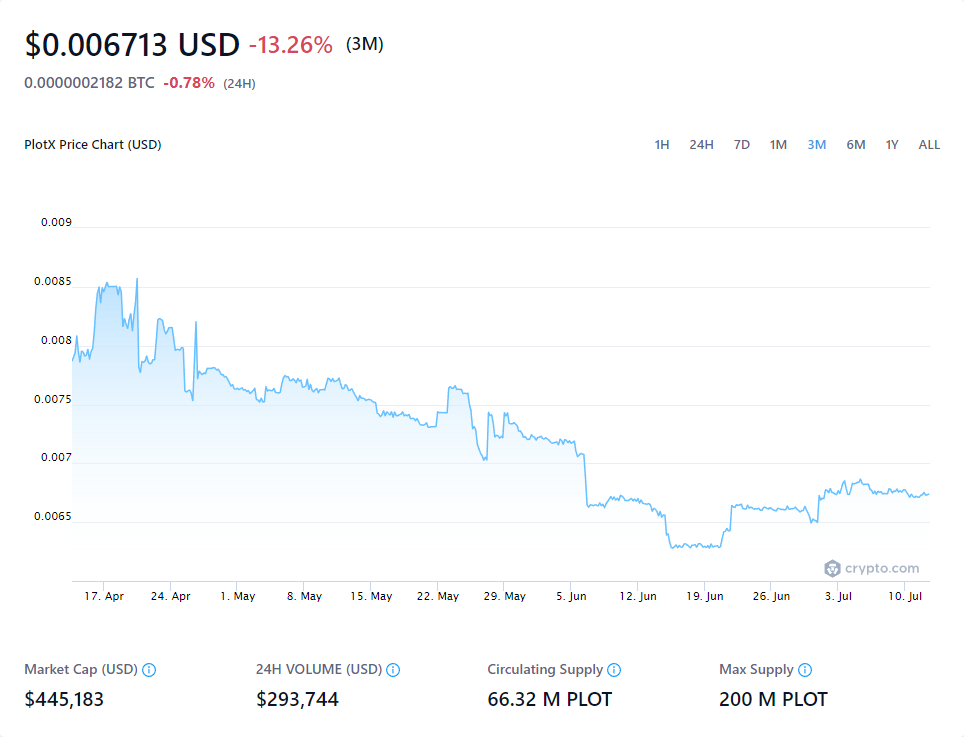 $0.006713 USD -13.26% (3M)
0.0000002182 BTC -0.78% (24H)
PlotX Price Chart (USD) 1H 24H 7D 1M 3M 6M 1Y ALL
0.009
0.0085
0.008
0.0075
0.007
0.0065
crypto.com
17. Apr 24. Apr 1. May 8. May 15. May 22. May 29. May 5. Jun 12. Jun 19. Jun 26. Jun 3. Jul 10. Jul
Market Cap (USD) 24H VOLUME (USD) Circulating Supply Max Supply
$445,183 $293,744 66.32 M PLOT 200 M PLOT